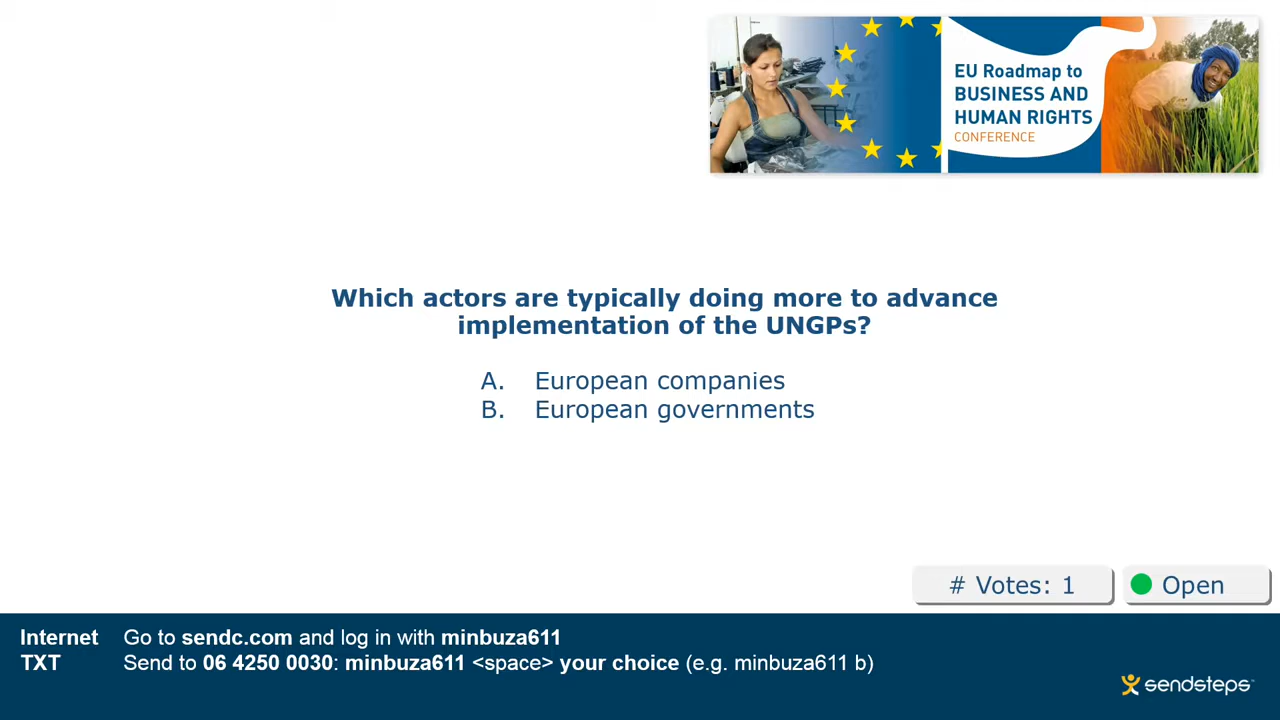 EU Roadmap to
BUSINESS AND
HUMAN RIGHTS
CONFERENCE
Which actors are typically doing more to advance
implementation of the UNGPs?
A. European companies
B. European governments
# Votes: 1
Open
Internet Go to sendc.com and log in with minbuza611
TXT Send to 06 4250 0030: minbuza611 <space> your choice (e.g. minbuza611 b)
sendsteps™